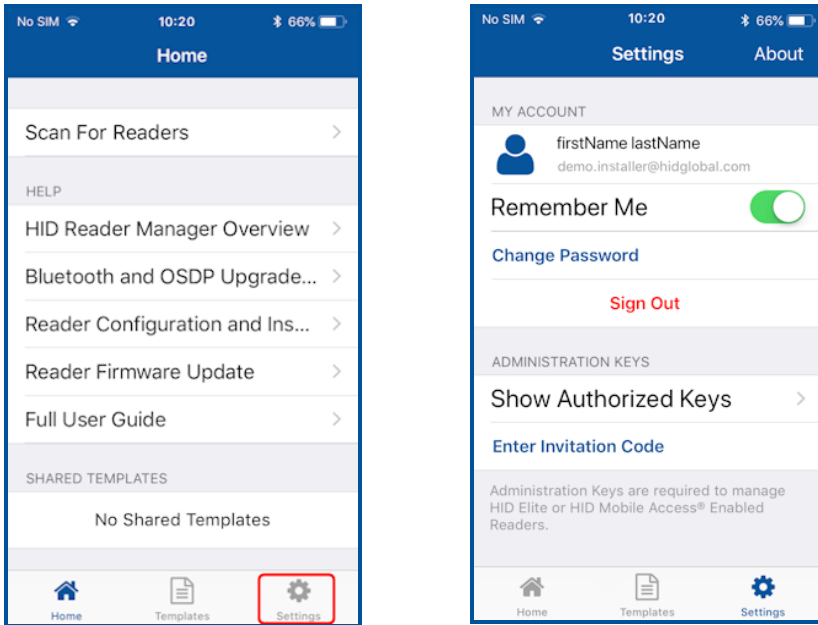 No SIM 10:20 66%
Home
Scan For Readers
HELP
HID Reader Manager Overview
Bluetooth and OSDP Upgrade...
Reader Configuration and Ins...
Reader Firmware Update
Full User Guide
SHARED TEMPLATES
No Shared Templates
Home Templates Settings
No SIM 10:20 66%
Settings About
MY ACCOUNT
firstName lastName
demo.installer@hidglobal.com
Remember Me
Change Password
Sign Out
ADMINISTRATION KEYS
Show Authorized Keys
Enter Invitation Code
Administration Keys are required to manage
HID Elite or HID Mobile Access® Enabled
Readers.
Home Templates Settings